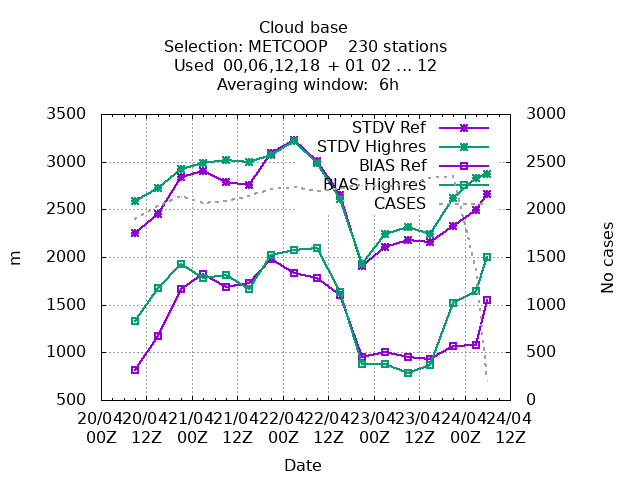 Cloud base
Selection: METCOOP 230 stations
Used 00,06,12,18 + 01 02 ... 12
Averaging window: 6h
3500
3000
2500
2000
1500
1000
500
m
3000
2500
2000
1500
1000
500
0
No cases
STDV Ref
STDV Highres
BIAS Ref
BIAS Highres
CASES
20/04 20/04 21/04 21/04 22/04 22/04 23/04 23/04 24/04 24/04
00Z 12Z 00Z 12Z 00Z 12Z 00Z 12Z 00Z 12Z
Date